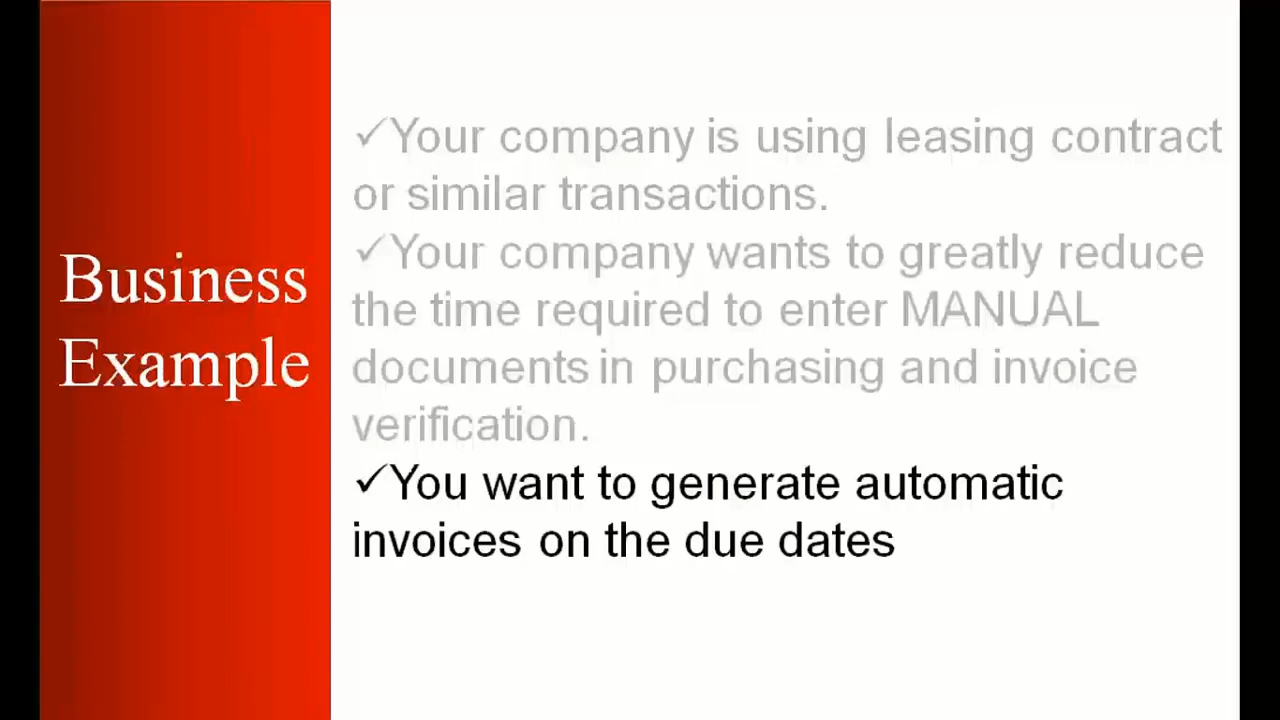 Business
Example
✓Your company is using leasing contract
or similar transactions.
✓Your company wants to greatly reduce
the time required to enter MANUAL
documents in purchasing and invoice
verification.
✓You want to generate automatic
invoices on the due dates